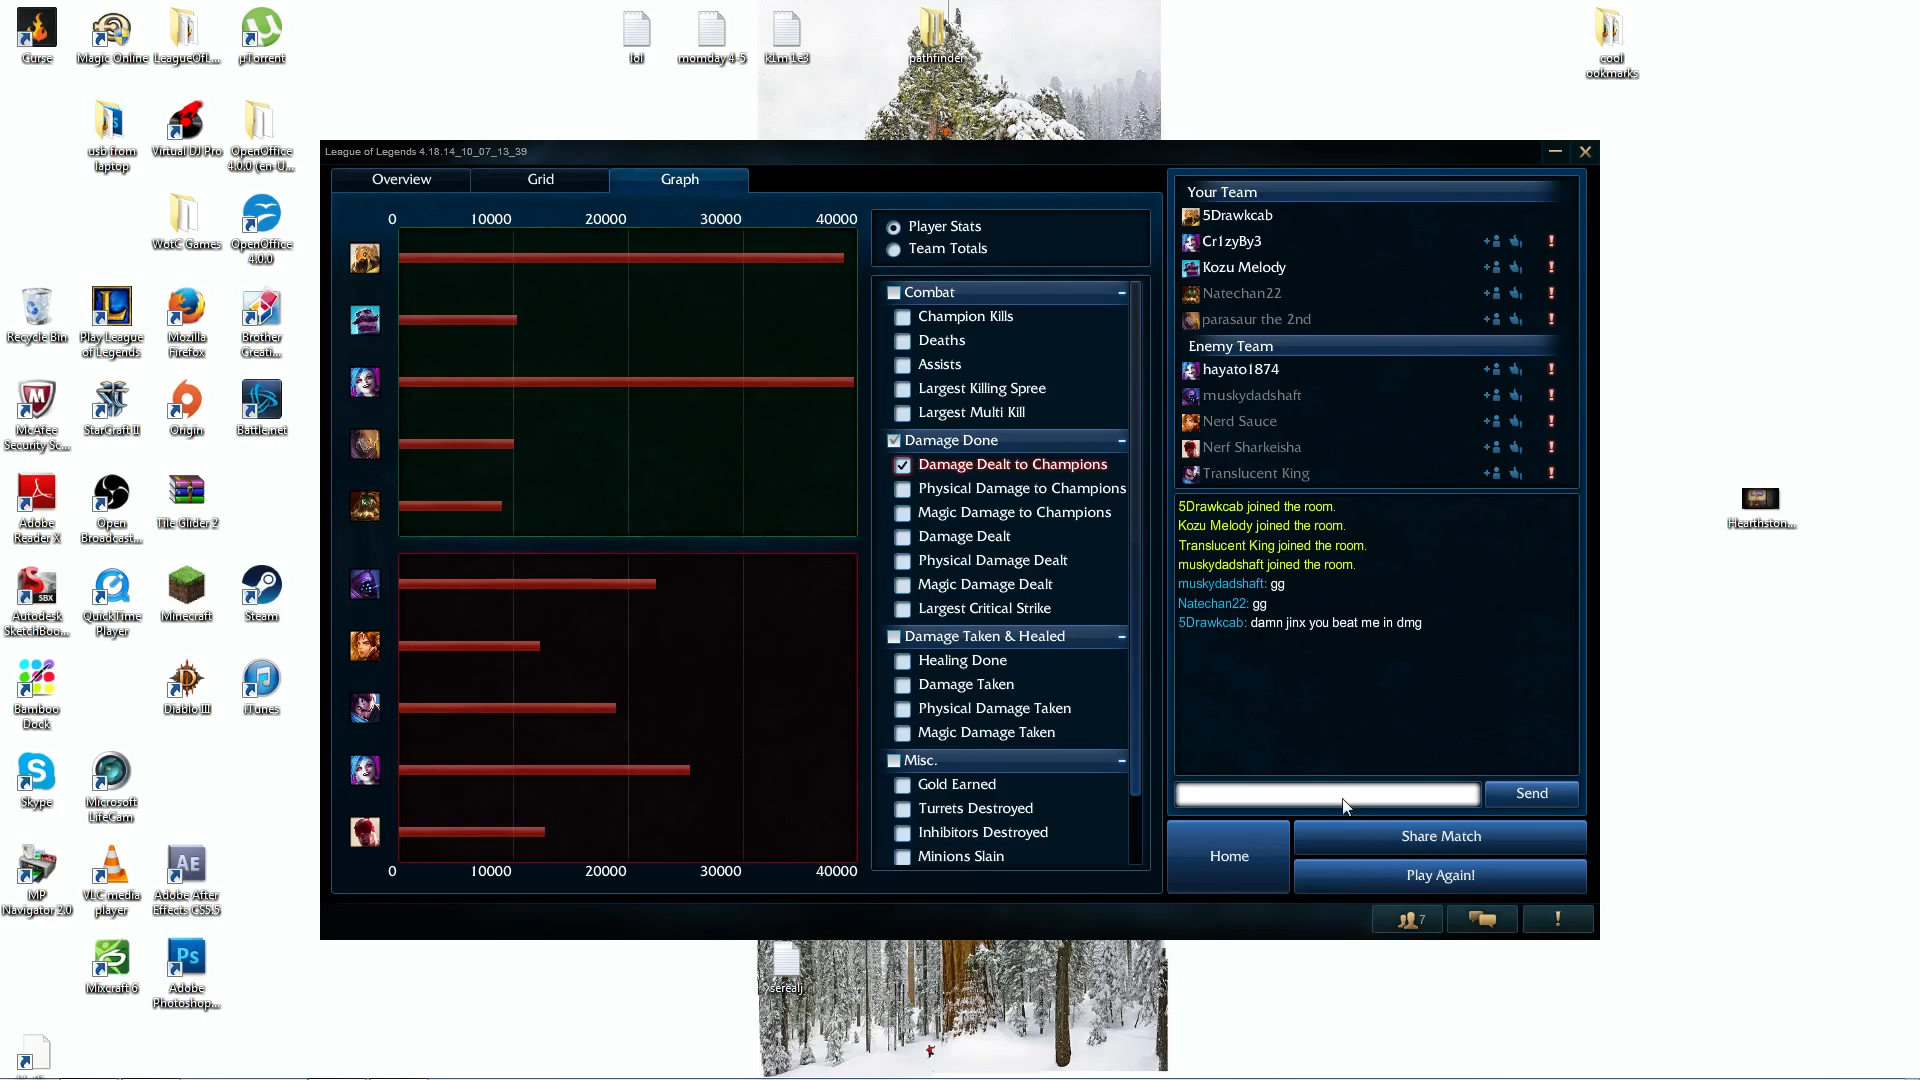 Curse
Magic Online
LeagueOfL...
µTorrent
lol
momday 4-5
k1m1e3
pathfinder
cool
ookmarks
usb from
laptop
Virtual DJ Pro
OpenOffice
4.0.0 (en-U...
WotC Games
OpenOffice
4.0.0
Recycle Bin
Play League
of Legends
Mozilla
Firefox
Brother
Creati...
McAfee
Security Sc...
StarCraft II
Origin
Battle.net
Adobe
Reader X
Open
Broadcast...
Tile Glider 2
Autodesk
SketchBoo...
QuickTime
Player
Minecraft
Steam
Bamboo
Dock
Diablo III
iTunes
Skype
Microsoft
LifeCam
MP
Navigator 2.0
VLC media
player
Adobe After
Effects CS5.5
Mixcraft 6
Adobe
Photoshop...
League of Legends 4.18.14_10_07_13_39
Overview
Grid
Graph
0 10000 20000 30000 40000
0 10000 20000 30000 40000
Player Stats
Team Totals
Combat
Champion Kills
Deaths
Assists
Largest Killing Spree
Largest Multi Kill
Damage Done
Damage Dealt to Champions
Physical Damage to Champions
Magic Damage to Champions
Damage Dealt
Physical Damage Dealt
Magic Damage Dealt
Largest Critical Strike
Damage Taken & Healed
Healing Done
Damage Taken
Physical Damage Taken
Magic Damage Taken
Misc.
Gold Earned
Turrets Destroyed
Inhibitors Destroyed
Minions Slain
Your Team
5Drawkcab
Cr1zyBy3
Kozu Melody
Natechan22
parasaur the 2nd
Enemy Team
hayato1874
muskydadshaft
Nerd Sauce
Nerf Sharkeisha
Translucent King
5Drawkcab joined the room.
Kozu Melody joined the room.
Translucent King joined the room.
muskydadshaft joined the room.
muskydadshaft: gg
Natechan22: gg
5Drawkcab: damn jinx you beat me in dmg
Send
Home
Share Match
Play Again!
7
Hearthston...
xserealj